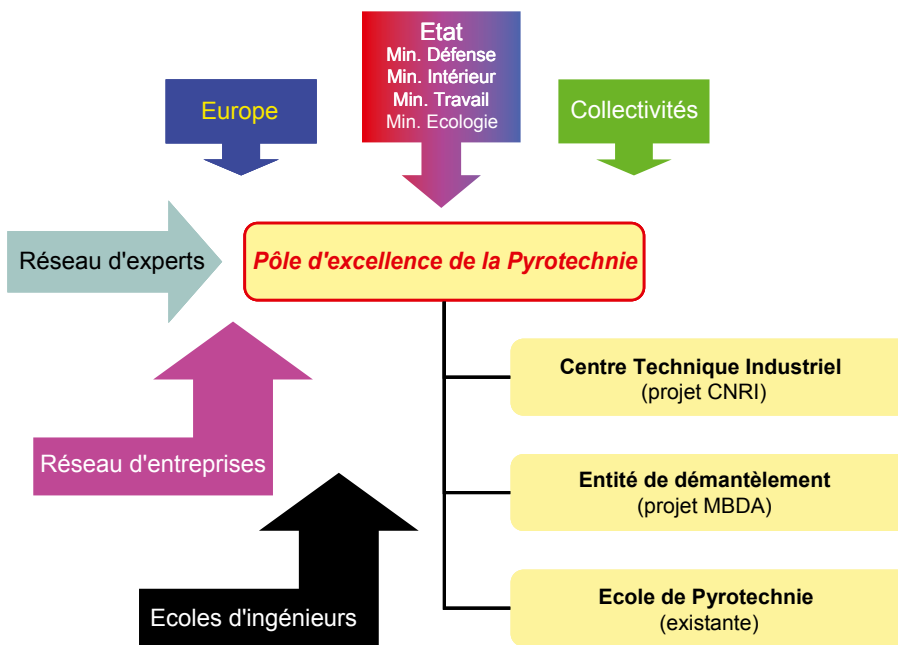 Etat
Min. Défense
Min. Intérieur
Min. Travail
Min. Ecologie
Europe
Collectivités
Réseau d'experts
Pôle d'excellence de la Pyrotechnie
Centre Technique Industriel
(projet CNRI)
Réseau d'entreprises
Entité de démantèlement
(projet MBDA)
Ecoles d'ingénieurs
Ecole de Pyrotechnie
(existante)